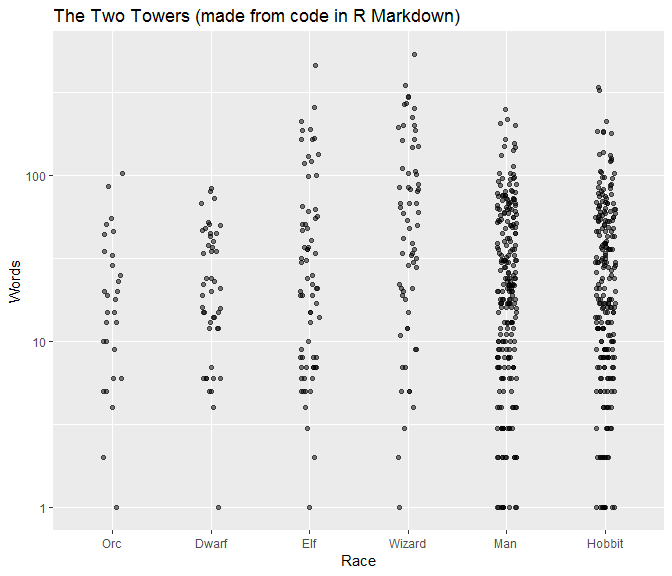 The Two Towers (made from code in R Markdown)
Words
100
10
1
Orc Dwarf Elf Wizard Man Hobbit
Race